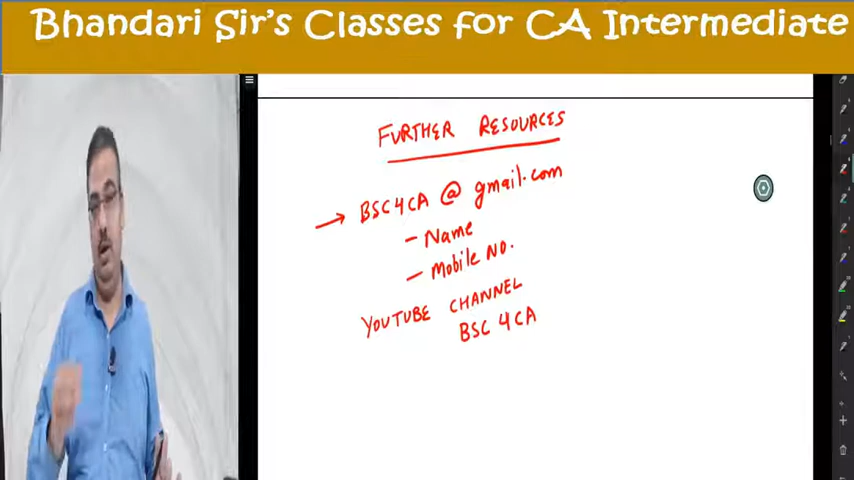 Bhandari Sir's Classes for CA Intermediate
FURTHER RESOURCES
→ BSC4CA @ gmail.com
- Name
- Mobile NO.
YOUTUBE CHANNEL
BSC 4CA